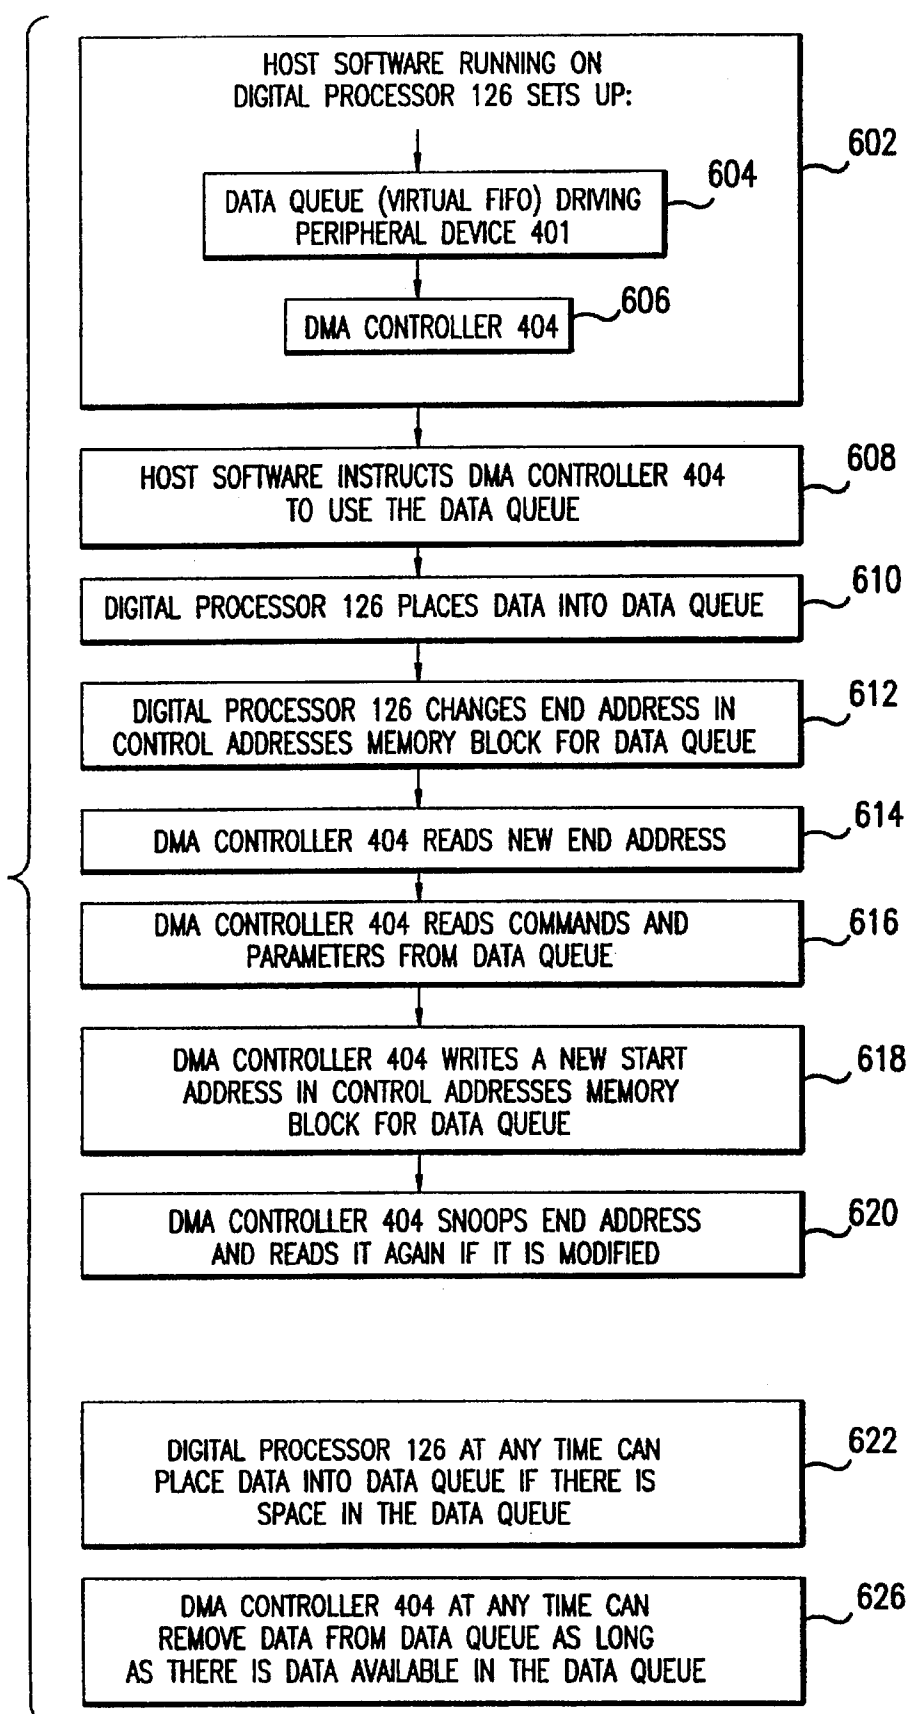 HOST SOFTWARE RUNNING ON
DIGITAL PROCESSOR 126 SETS UP:
602
604
DATA QUEUE (VIRTUAL FIFO) DRIVING
PERIPHERAL DEVICE 401
606
DMA CONTROLLER 404
608
HOST SOFTWARE INSTRUCTS DMA CONTROLLER 404
TO USE THE DATA QUEUE
610
DIGITAL PROCESSOR 126 PLACES DATA INTO DATA QUEUE
612
DIGITAL PROCESSOR 126 CHANGES END ADDRESS IN
CONTROL ADDRESSES MEMORY BLOCK FOR DATA QUEUE
614
DMA CONTROLLER 404 READS NEW END ADDRESS
616
DMA CONTROLLER 404 READS COMMANDS AND
PARAMETERS FROM DATA QUEUE
618
DMA CONTROLLER 404 WRITES A NEW START
ADDRESS IN CONTROL ADDRESSES MEMORY
BLOCK FOR DATA QUEUE
620
DMA CONTROLLER 404 SNOOPS END ADDRESS
AND READS IT AGAIN IF IT IS MODIFIED
622
DIGITAL PROCESSOR 126 AT ANY TIME CAN
PLACE DATA INTO DATA QUEUE IF THERE IS
SPACE IN THE DATA QUEUE
626
DMA CONTROLLER 404 AT ANY TIME CAN
REMOVE DATA FROM DATA QUEUE AS LONG
AS THERE IS DATA AVAILABLE IN THE DATA QUEUE